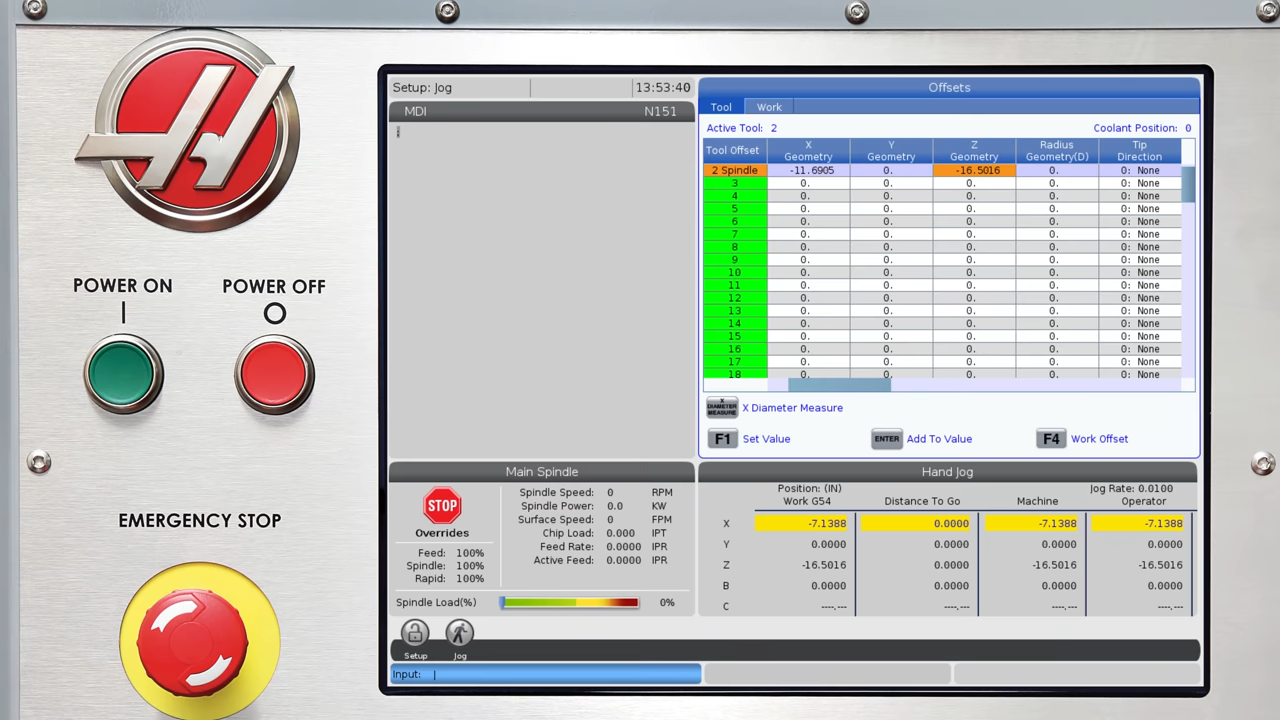 Setup: Jog
13:53:40
MDI
N151
Offsets
Tool
Work
Active Tool: 2
Coolant Position: 0
Tool Offset X Geometry Y Geometry Z Geometry Radius Geometry(D) Tip Direction
2 Spindle -11.6905 0. -16.5016 0. 0: None
3 0. 0. 0. 0. 0: None
4 0. 0. 0. 0. 0: None
5 0. 0. 0. 0. 0: None
6 0. 0. 0. 0. 0: None
7 0. 0. 0. 0. 0: None
8 0. 0. 0. 0. 0: None
9 0. 0. 0. 0. 0: None
10 0. 0. 0. 0. 0: None
11 0. 0. 0. 0. 0: None
12 0. 0. 0. 0. 0: None
13 0. 0. 0. 0. 0: None
14 0. 0. 0. 0. 0: None
15 0. 0. 0. 0. 0: None
16 0. 0. 0. 0. 0: None
17 0. 0. 0. 0. 0: None
18 0. 0. 0. 0. 0: None
X DIAMETER MEASURE X Diameter Measure
F1 Set Value
ENTER Add To Value
F4 Work Offset
POWER ON
POWER OFF
EMERGENCY STOP
Main Spindle
STOP
Overrides
Feed: 100%
Spindle: 100%
Rapid: 100%
Spindle Speed: 0 RPM
Spindle Power: 0.0 KW
Surface Speed: 0 FPM
Chip Load: 0.000 IPT
Feed Rate: 0.0000 IPR
Active Feed: 0.0000 IPR
Spindle Load(%) 0%
Hand Jog
Position: (IN) Jog Rate: 0.0100
Work G54 Distance To Go Machine Operator
X -7.1388 0.0000 -7.1388 -7.1388
Y 0.0000 0.0000 0.0000 0.0000
Z -16.5016 0.0000 -16.5016 -16.5016
B 0.0000 0.0000 0.0000 0.0000
C ----.--- ----.--- ----.--- ----.---
Setup
Jog
Input: